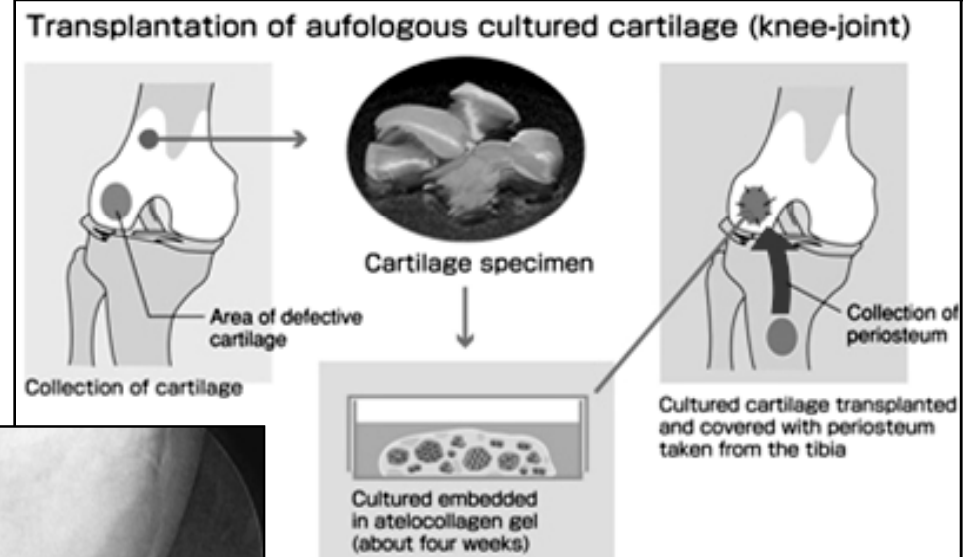 Transplantation of aufologous cultured cartilage (knee-joint)
Cartilage specimen
Area of defective
cartilage
Collection of cartilage
Cultured embedded
in atelocollagen gel
(about four weeks)
Collection of
periosteum
Cultured cartilage transplanted
and covered with periosteum
taken from the tibia